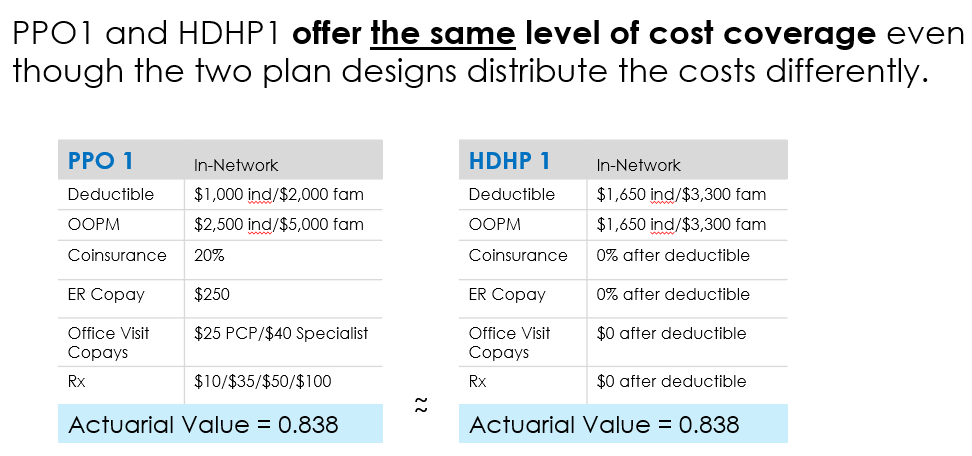 PPO1 and HDHP1 offer the same level of cost coverage even
though the two plan designs distribute the costs differently.
PPO 1 In-Network
Deductible $1,000 ind/$2,000 fam
OOPM $2,500 ind/$5,000 fam
Coinsurance 20%
ER Copay $250
Office Visit $25 PCP/$40 Specialist
Copays
Rx $10/$35/$50/$100
Actuarial Value = 0.838
≈
HDHP 1 In-Network
Deductible $1,650 ind/$3,300 fam
OOPM $1,650 ind/$3,300 fam
Coinsurance 0% after deductible
ER Copay 0% after deductible
Office Visit $0 after deductible
Copays
Rx $0 after deductible
Actuarial Value = 0.838